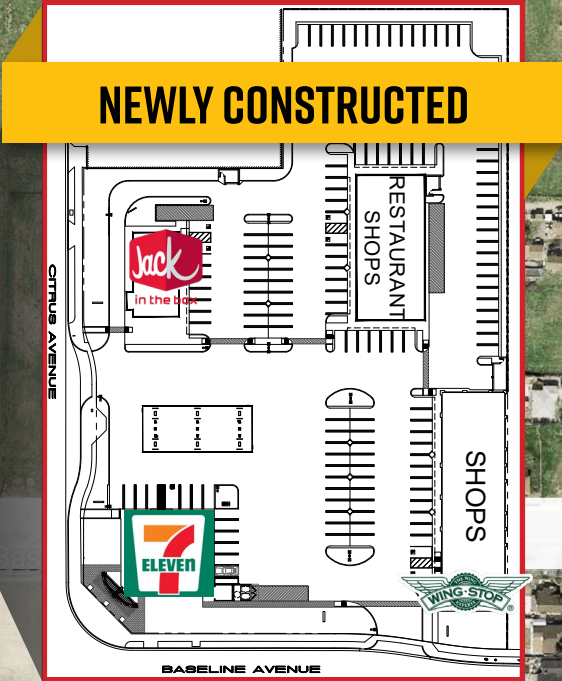 NEWLY CONSTRUCTED
RESTAURANT
SHOPS
Jack
in the box
CITRUS AVENUE
SHOPS
7
ELEVEN
WING·STOP
®
BASELINE AVENUE